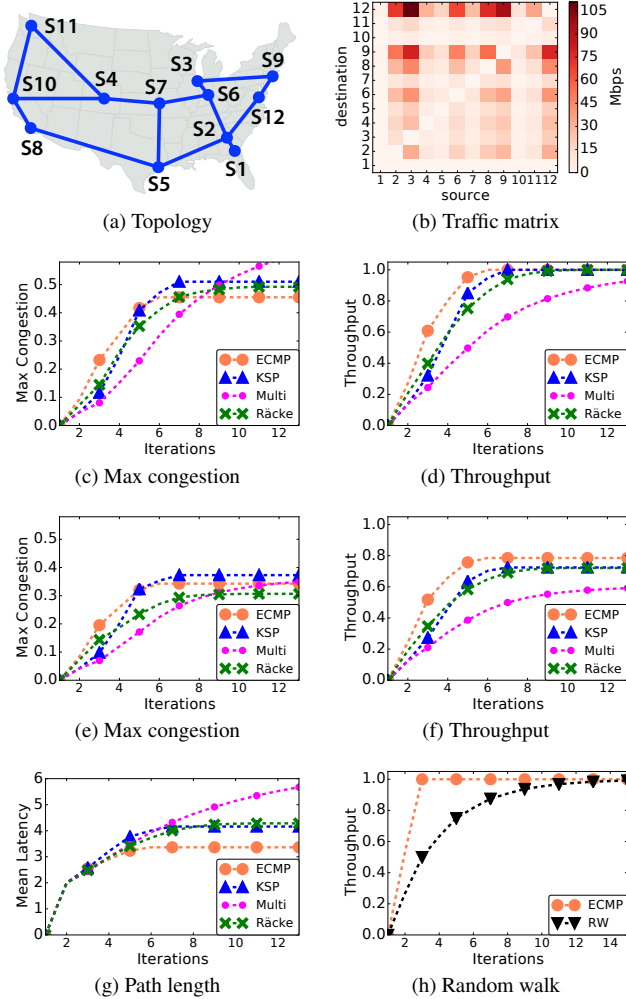 S11
S9
S3
S10
S4
S7
S6
S2
S12
S8
S1
S5
(a) Topology
destination
12
11
10
9
8
7
6
5
4
3
2
1
1 2 3 4 5 6 7 8 9 101112
source
105
90
75
60
45
30
15
0
Mbps
(b) Traffic matrix
Max Congestion
0.5
0.4
0.3
0.2
0.1
0.0
2 4 6 8 10 12
Iterations
ECMP
KSP
Multi
Räcke
(c) Max congestion
Throughput
1.0
0.8
0.6
0.4
0.2
0.0
2 4 6 8 10 12
Iterations
ECMP
KSP
Multi
Räcke
(d) Throughput
Max Congestion
0.5
0.4
0.3
0.2
0.1
0.0
2 4 6 8 10 12
Iterations
ECMP
KSP
Multi
Räcke
(e) Max congestion
Throughput
1.0
0.8
0.6
0.4
0.2
0.0
2 4 6 8 10 12
Iterations
ECMP
KSP
Multi
Räcke
(f) Throughput
Mean Latency
6
5
4
3
2
1
0
2 4 6 8 10 12
Iterations
ECMP
KSP
Multi
Räcke
(g) Path length
Throughput
1.0
0.8
0.6
0.4
0.2
0.0
2 4 6 8 10 12 14
Iterations
ECMP
RW
(h) Random walk